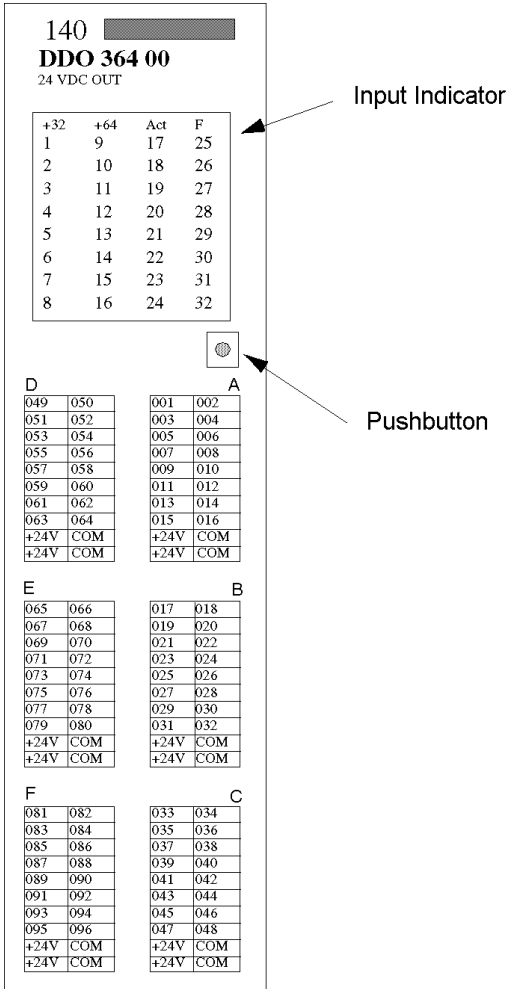 140
DDO 364 00
24 VDC OUT
Input Indicator
+32 +64 Act F
1 9 17 25
2 10 18 26
3 11 19 27
4 12 20 28
5 13 21 29
6 14 22 30
7 15 23 31
8 16 24 32
Pushbutton
D A
049 050 001 002
051 052 003 004
053 054 005 006
055 056 007 008
057 058 009 010
059 060 011 012
061 062 013 014
063 064 015 016
+24V COM +24V COM
+24V COM +24V COM
E B
065 066 017 018
067 068 019 020
069 070 021 022
071 072 023 024
073 074 025 026
075 076 027 028
077 078 029 030
079 080 031 032
+24V COM +24V COM
+24V COM +24V COM
F C
081 082 033 034
083 084 035 036
085 086 037 038
087 088 039 040
089 090 041 042
091 092 043 044
093 094 045 046
095 096 047 048
+24V COM +24V COM
+24V COM +24V COM